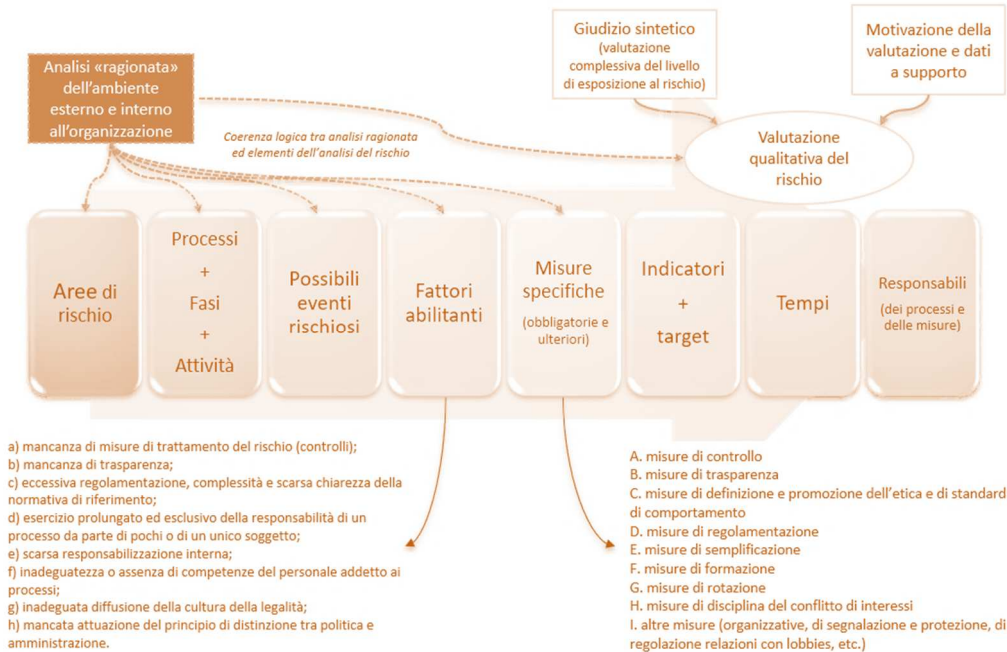 Analisi «ragionata»
dell’ambiente
esterno e interno
all’organizzazione
Giudizio sintetico
(valutazione
complessiva del livello
di esposizione al rischio)
Motivazione della
valutazione e dati
a supporto
Coerenza logica tra analisi ragionata
ed elementi dell’analisi del rischio
Valutazione
qualitativa del
rischio
Aree di
rischio
Processi
+
Fasi
+
Attività
Possibili
eventi
rischiosi
Fattori
abilitanti
Misure
specifiche
(obbligatorie e
ulteriori)
Indicatori
+
target
Tempi
Responsabili
(dei processi e
delle misure)
a) mancanza di misure di trattamento del rischio (controlli);
b) mancanza di trasparenza;
c) eccessiva regolamentazione, complessità e scarsa chiarezza della
normativa di riferimento;
d) esercizio prolungato ed esclusivo della responsabilità di un
processo da parte di pochi o di un unico soggetto;
e) scarsa responsabilizzazione interna;
f) inadeguatezza o assenza di competenze del personale addetto ai
processi;
g) inadeguata diffusione della cultura della legalità;
h) mancata attuazione del principio di distinzione tra politica e
amministrazione.
A. misure di controllo
B. misure di trasparenza
C. misure di definizione e promozione dell’etica e di standard
di comportamento
D. misure di regolamentazione
E. misure di semplificazione
F. misure di formazione
G. misure di rotazione
H. misure di disciplina del conflitto di interessi
I. altre misure (organizzative, di segnalazione e protezione, di
regolazione relazioni con lobbies, etc.)